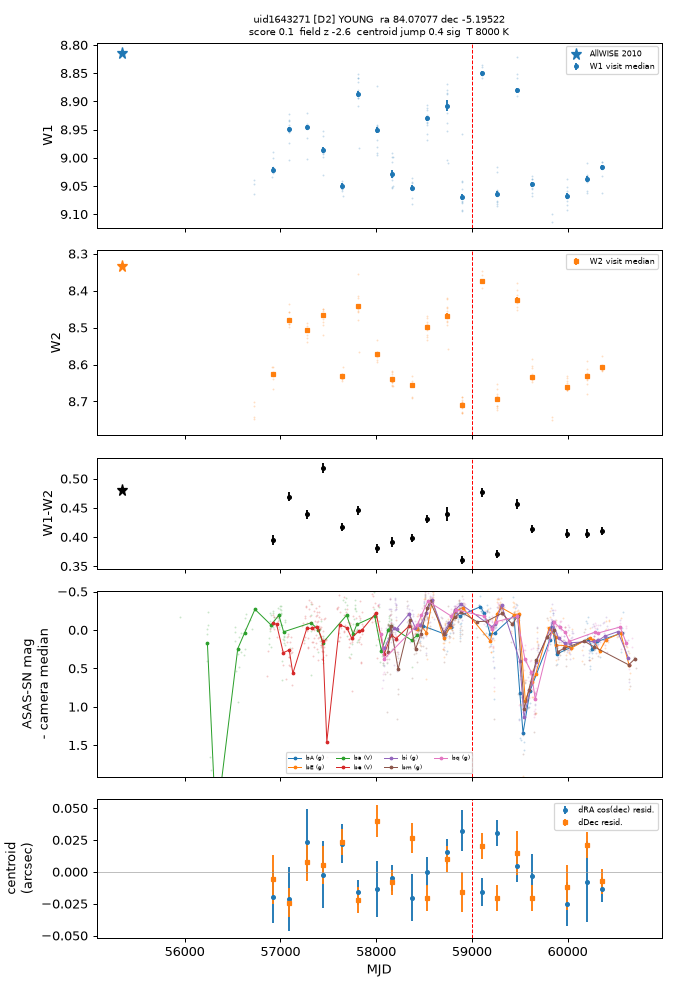 uid1643271 [D2] YOUNG  ra 84.07077 dec -5.19522
score 0.1  field z -2.6  centroid jump 0.4 sig  T 8000 K
8.80
8.85
8.90
8.95
9.00
9.05
9.10
W1
AllWISE 2010
W1 visit median
8.3
8.4
8.5
8.6
8.7
W2
W2 visit median
0.50
0.45
0.40
0.35
W1-W2
−0.5
0.0
0.5
1.0
1.5
ASAS-SN mag
- camera median
bA (g)
bE (g)
ba (V)
be (V)
bi (g)
bm (g)
bq (g)
0.050
0.025
0.000
−0.025
−0.050
centroid
(arcsec)
dRA cos(dec) resid.
dDec resid.
56000
57000
58000
59000
60000
MJD